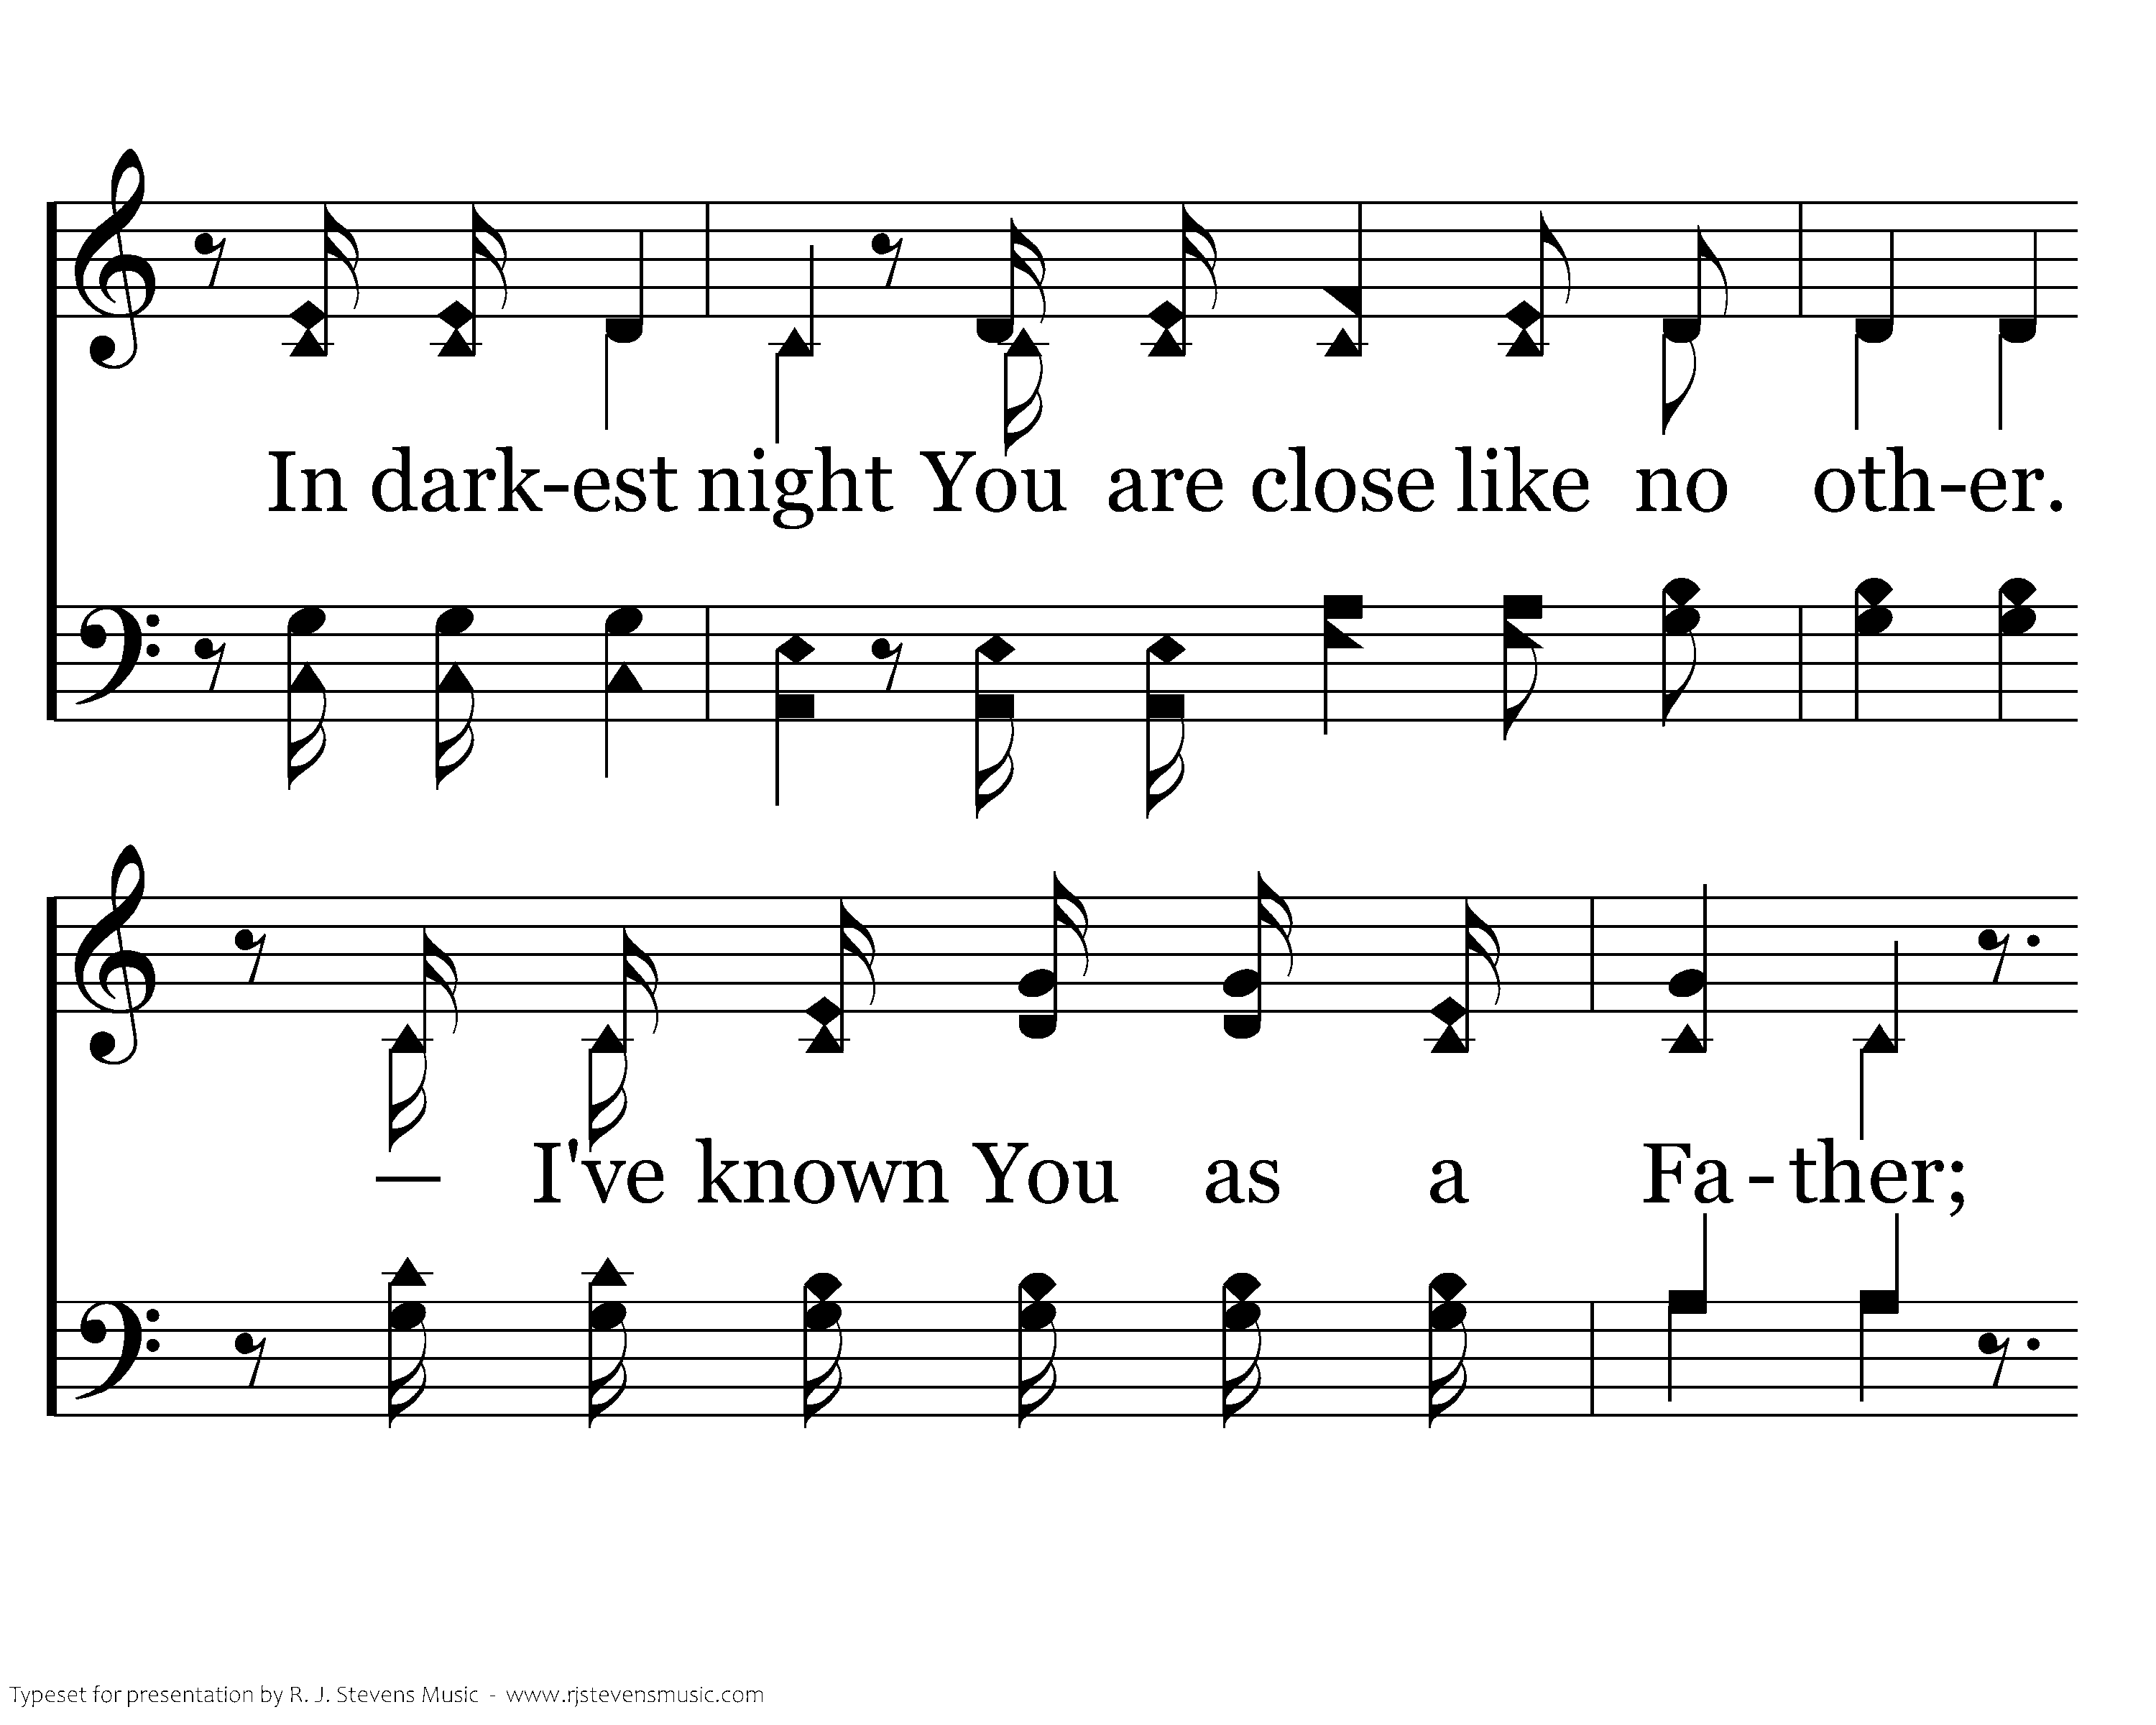 In dark-est night You are close like no oth-er.
— I've known You as a Fa - ther;
Typeset for presentation by R. J. Stevens Music - www.rjstevensmusic.com